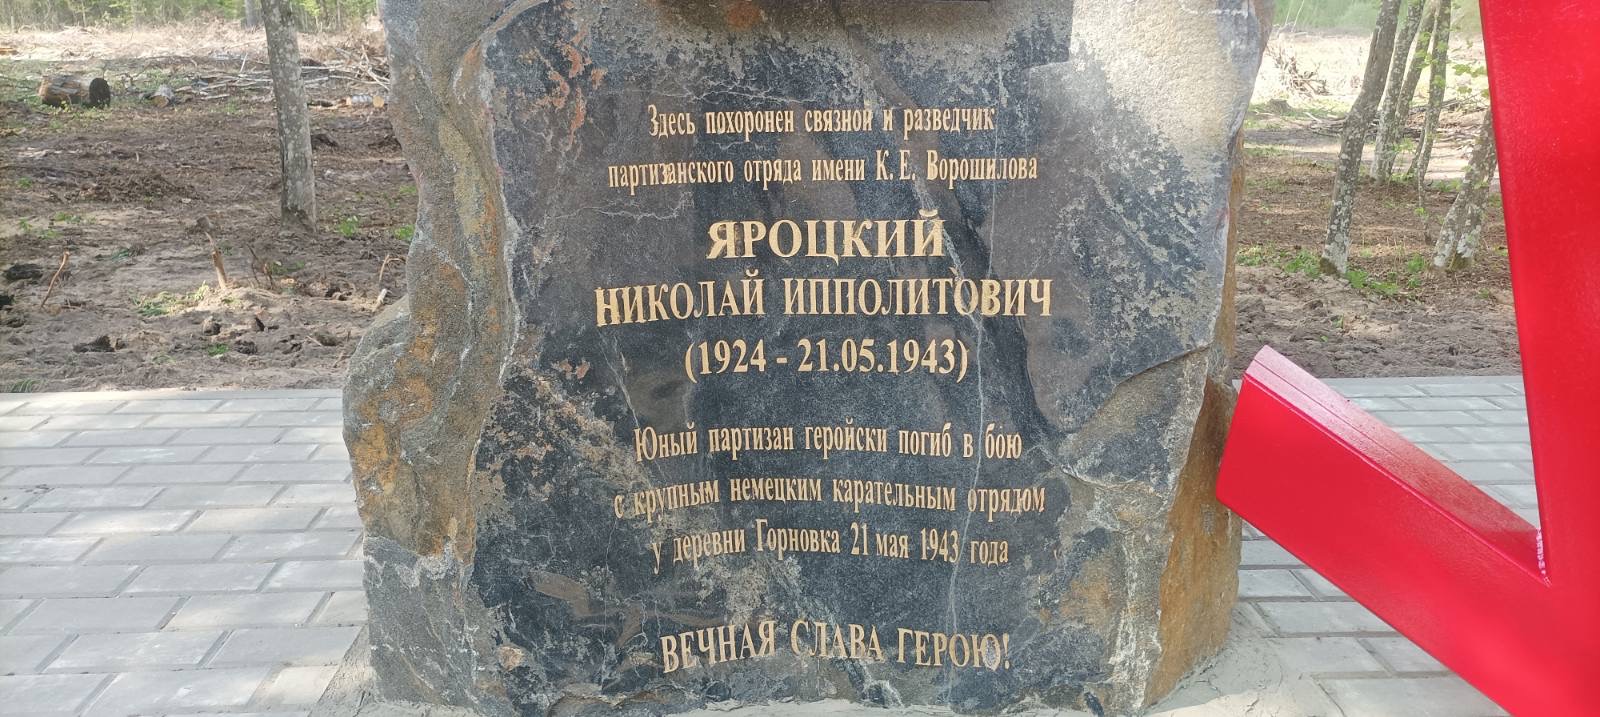 Здесь похоронен связной и разведчик
партизанского отряда имени К. Е. Ворошилова
ЯРОЦКИЙ
НИКОЛАЙ ИППОЛИТОВИЧ
(1924 - 21.05.1943)
Юный партизан геройски погиб в бою
с крупным немецким карательным отрядом
у деревни Горновка 21 мая 1943 года
ВЕЧНАЯ СЛАВА ГЕРОЮ!